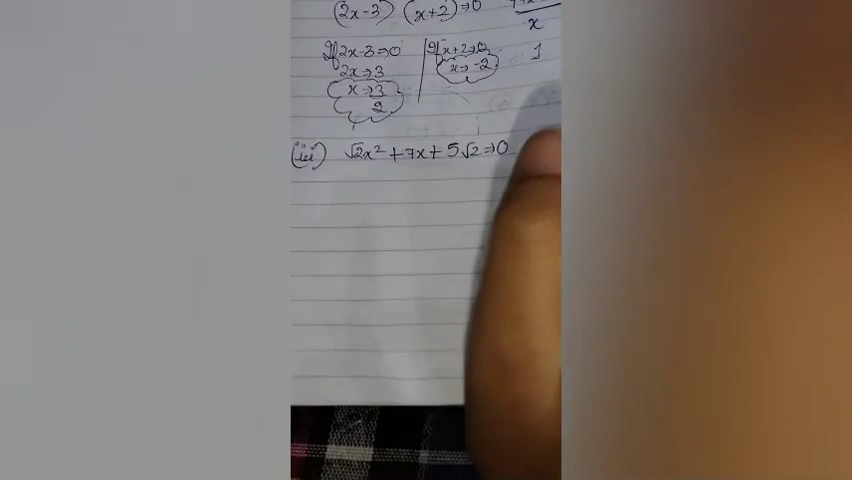 (2x-3) (x+2) ⇒ 0
x
If 2x-3 ⇒ 0 | If x+2 ⇒ 0 1
2x ⇒ 3 x ⇒ -2
x ⇒ 3
2
(iii) √2x² + 7x + 5√2 ⇒ 0